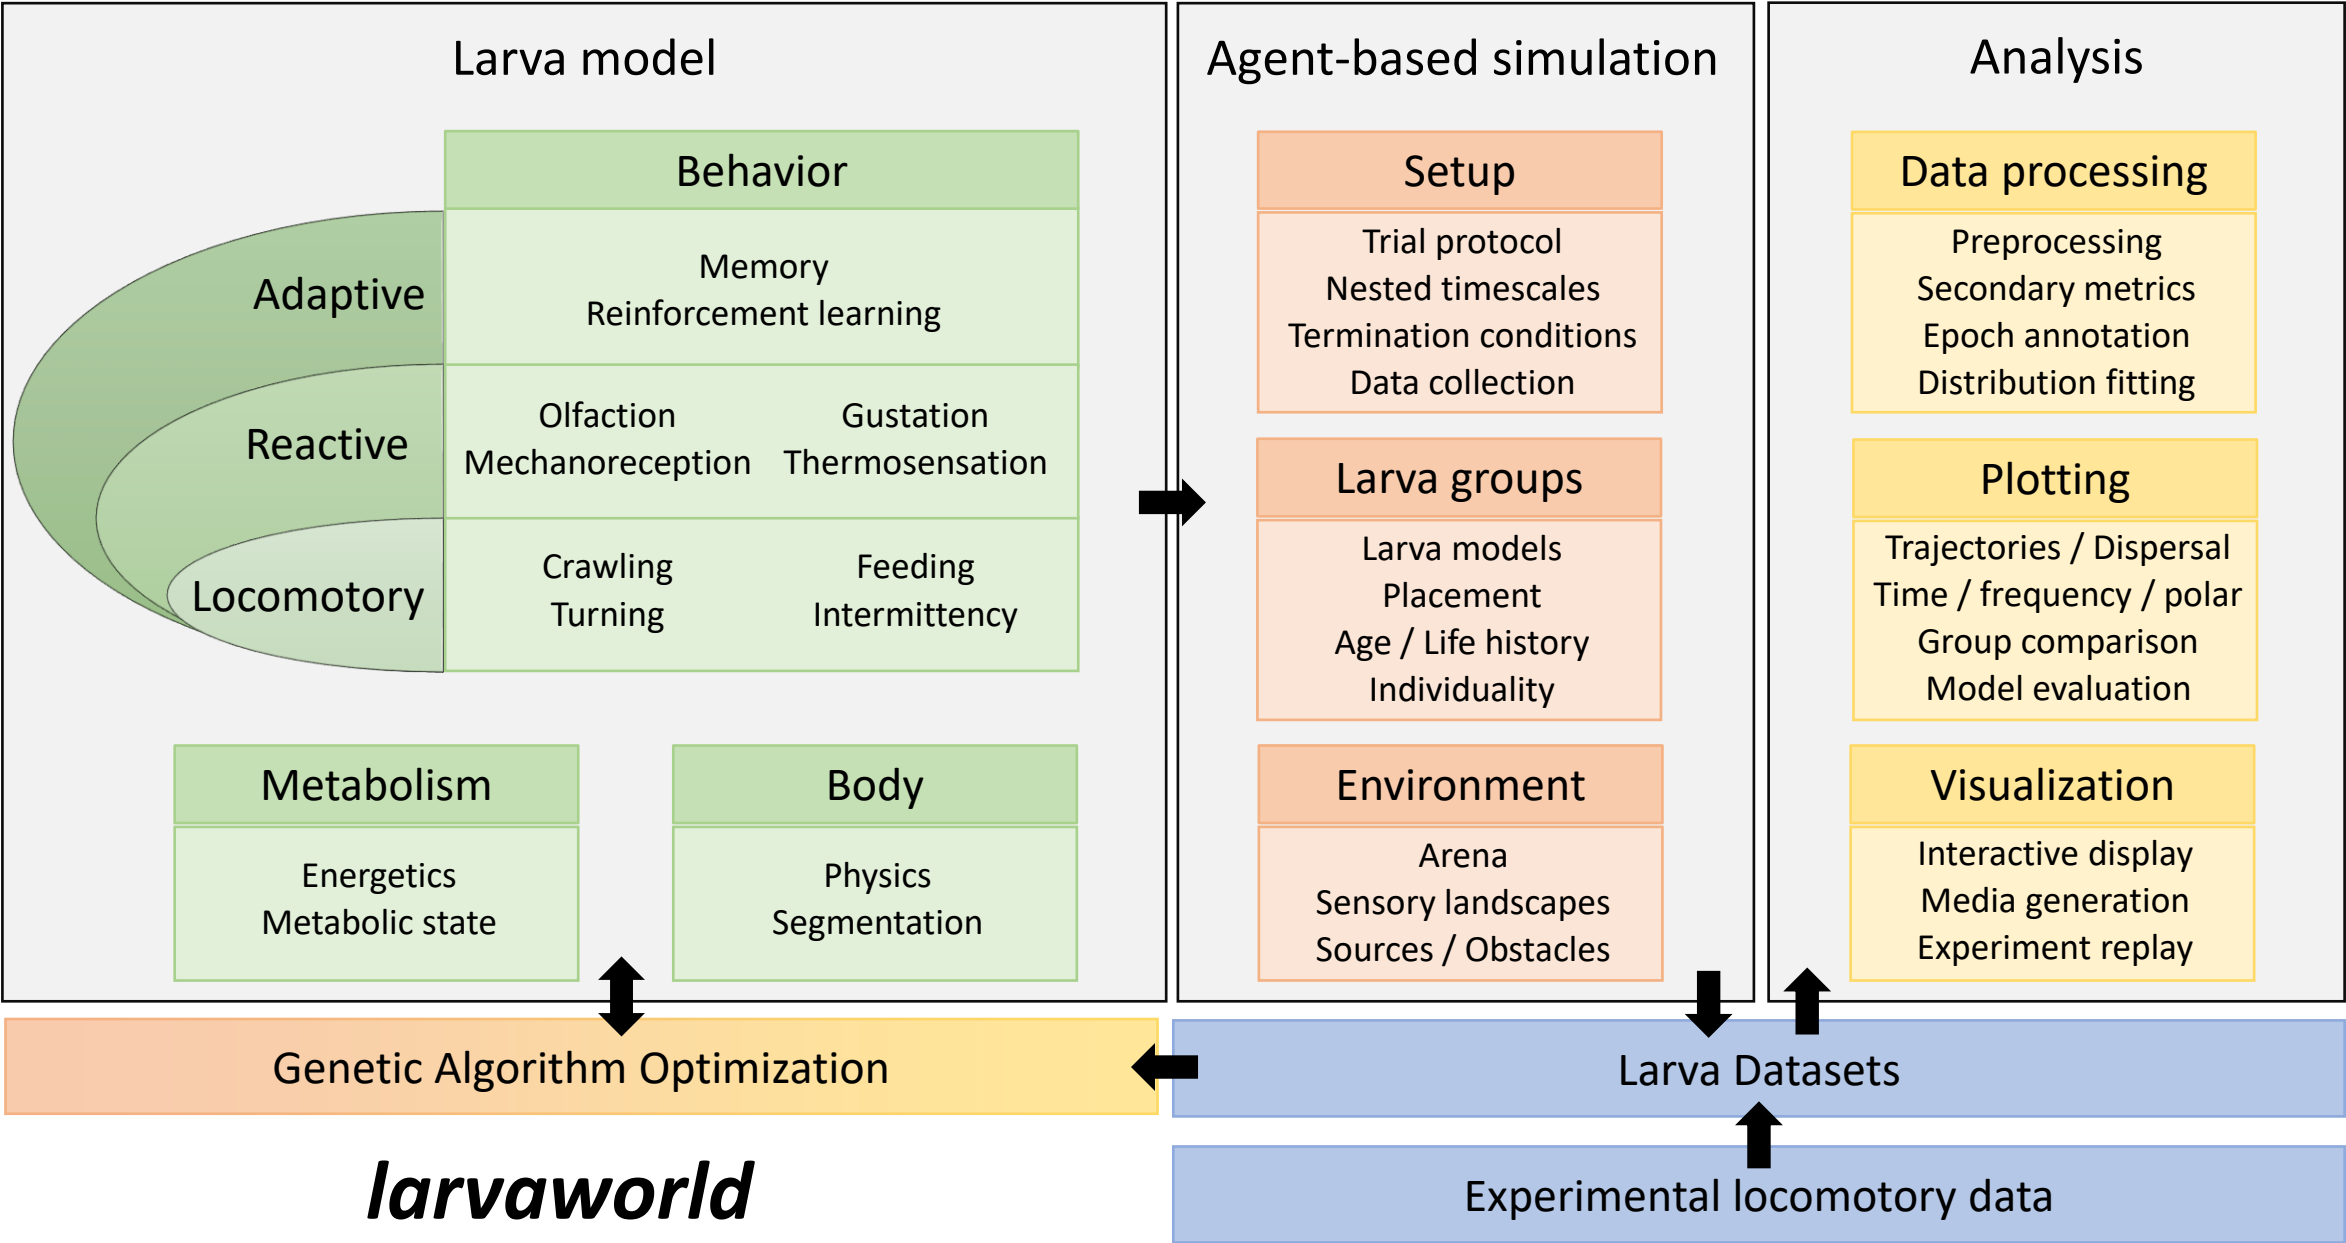 Larva model
Behavior
Adaptive
Memory
Reinforcement learning
Reactive
Olfaction Gustation
Mechanoreception Thermosensation
Locomotory
Crawling Feeding
Turning Intermittency
Metabolism
Energetics
Metabolic state
Body
Physics
Segmentation
Agent-based simulation
Setup
Trial protocol
Nested timescales
Termination conditions
Data collection
Larva groups
Larva models
Placement
Age / Life history
Individuality
Environment
Arena
Sensory landscapes
Sources / Obstacles
Analysis
Data processing
Preprocessing
Secondary metrics
Epoch annotation
Distribution fitting
Plotting
Trajectories / Dispersal
Time / frequency / polar
Group comparison
Model evaluation
Visualization
Interactive display
Media generation
Experiment replay
Genetic Algorithm Optimization
Larva Datasets
larvaworld
Experimental locomotory data